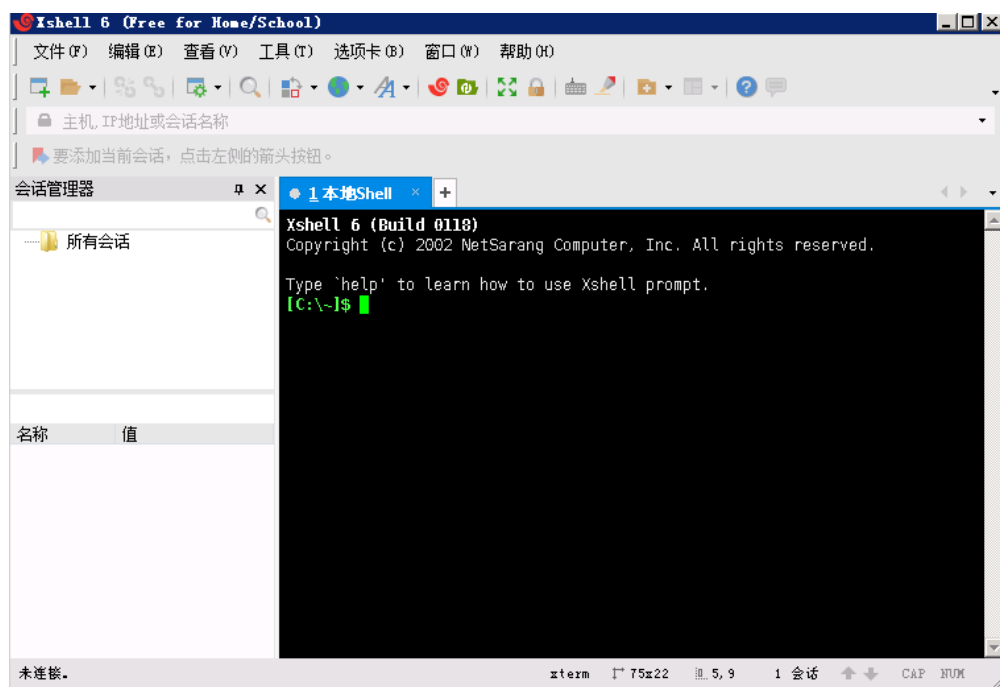 Xshell 6 (Free for Home/School)
文件(F) 编辑(E) 查看(V) 工具(T) 选项卡(B) 窗口(W) 帮助(H)
主机,IP地址或会话名称
要添加当前会话，点击左侧的箭头按钮。
会话管理器
1 本地Shell
所有会话
Xshell 6 (Build 0118)
Copyright (c) 2002 NetSarang Computer, Inc. All rights reserved.
Type `help' to learn how to use Xshell prompt.
[C:\~]$
名称 值
未连接。 xterm 75x22 5,9 1 会话 CAP NUM